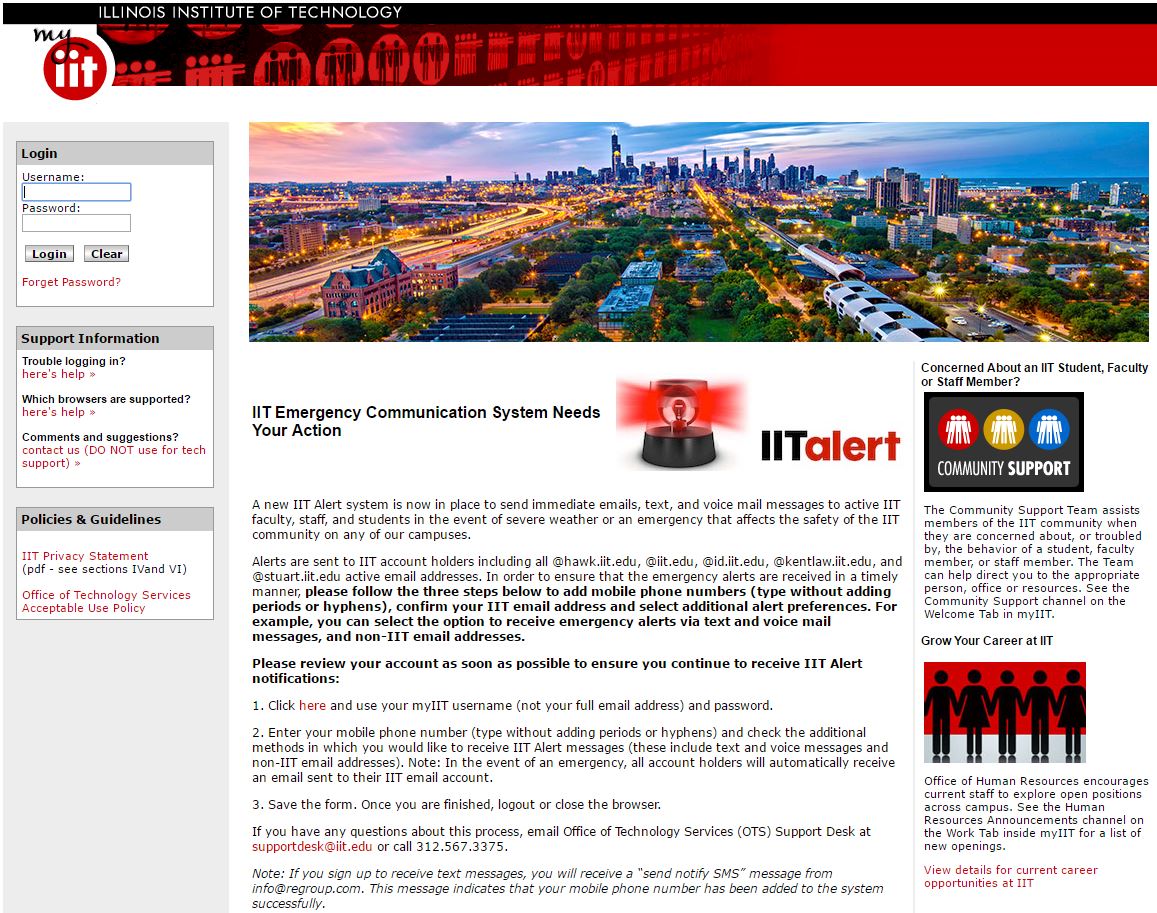 ILLINOIS INSTITUTE OF TECHNOLOGY
my
iit
Login
Username:
Password:
Login Clear
Forget Password?
Support Information
Trouble logging in?
here's help »
Which browsers are supported?
here's help »
Comments and suggestions?
contact us (DO NOT use for tech
support) »
Policies & Guidelines
IIT Privacy Statement
(pdf - see sections IVand VI)
Office of Technology Services
Acceptable Use Policy
IIT Emergency Communication System Needs
Your Action
IITalert
A new IIT Alert system is now in place to send immediate emails, text, and voice mail messages to active IIT
faculty, staff, and students in the event of severe weather or an emergency that affects the safety of the IIT
community on any of our campuses.
Alerts are sent to IIT account holders including all @hawk.iit.edu, @iit.edu, @id.iit.edu, @kentlaw.iit.edu, and
@stuart.iit.edu active email addresses. In order to ensure that the emergency alerts are received in a timely
manner, please follow the three steps below to add mobile phone numbers (type without adding
periods or hyphens), confirm your IIT email address and select additional alert preferences. For
example, you can select the option to receive emergency alerts via text and voice mail
messages, and non-IIT email addresses.
Please review your account as soon as possible to ensure you continue to receive IIT Alert
notifications:
1. Click here and use your myIIT username (not your full email address) and password.
2. Enter your mobile phone number (type without adding periods or hyphens) and check the additional
methods in which you would like to receive IIT Alert messages (these include text and voice messages and
non-IIT email addresses). Note: In the event of an emergency, all account holders will automatically receive
an email sent to their IIT email account.
3. Save the form. Once you are finished, logout or close the browser.
If you have any questions about this process, email Office of Technology Services (OTS) Support Desk at
supportdesk@iit.edu or call 312.567.3375.
Note: If you sign up to receive text messages, you will receive a “send notify SMS” message from
info@regroup.com. This message indicates that your mobile phone number has been added to the system
successfully.
Concerned About an IIT Student, Faculty
or Staff Member?
COMMUNITY SUPPORT
The Community Support Team assists
members of the IIT community when
they are concerned about, or troubled
by, the behavior of a student, faculty
member, or staff member. The Team
can help direct you to the appropriate
person, office or resources. See the
Community Support channel on the
Welcome Tab in myIIT.
Grow Your Career at IIT
Office of Human Resources encourages
current staff to explore open positions
across campus. See the Human
Resources Announcements channel on
the Work Tab inside myIIT for a list of
new openings.
View details for current career
opportunities at IIT